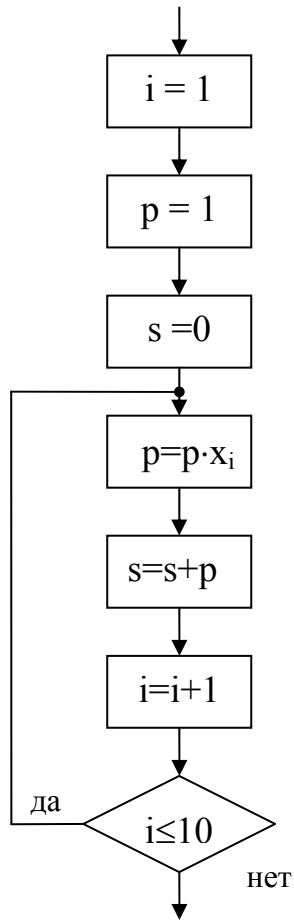 i = 1
p = 1
s =0
p=p·xᵢ
s=s+p
i=i+1
да
i≤10
нет